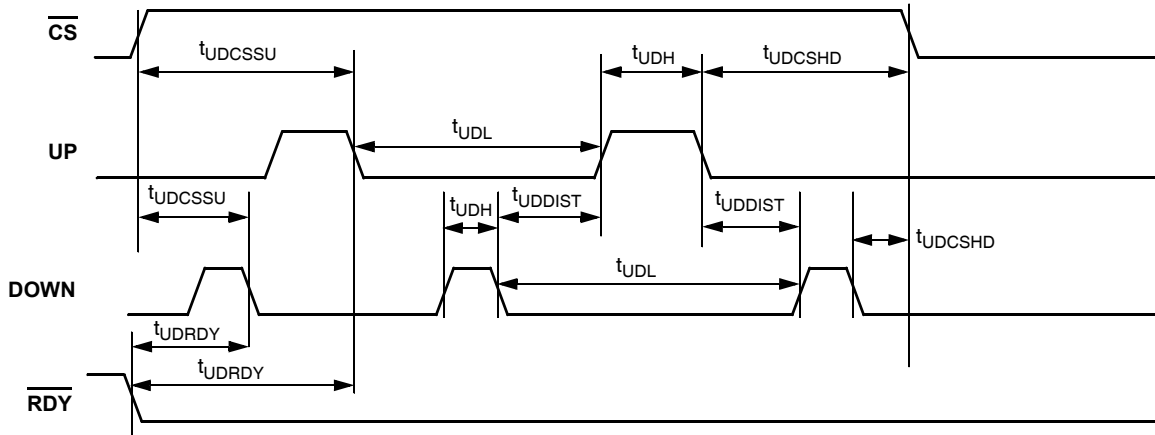 CS
tUDCSSU
tUDH
tUDCSHD
UP
tUDL
tUDCSSU
tUDH
tUDDIST
tUDDIST
tUDCSHD
DOWN
tUDL
tUDRDY
tUDRDY
RDY